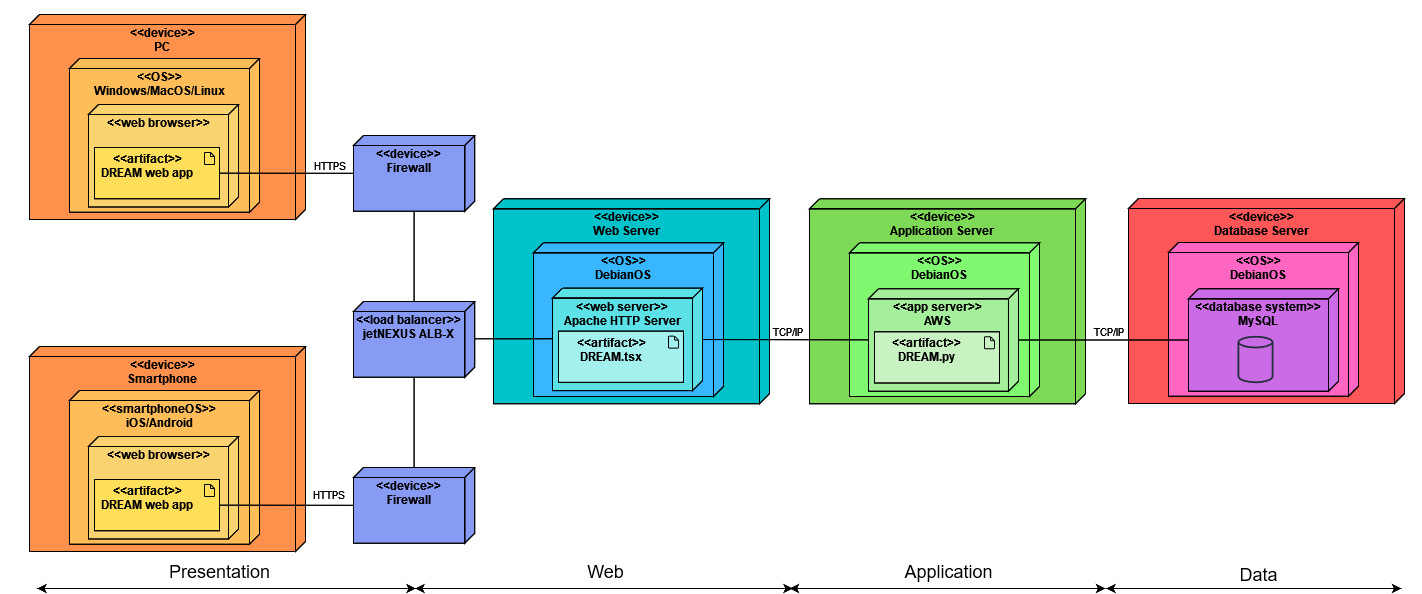 <<device>>
PC
<<OS>>
Windows/MacOS/Linux
<<web browser>>
<<artifact>>
DREAM web app
HTTPS
<<device>>
Firewall
<<device>>
Smartphone
<<smartphoneOS>>
iOS/Android
<<web browser>>
<<artifact>>
DREAM web app
HTTPS
<<device>>
Firewall
<<load balancer>>
jetNEXUS ALB-X
<<device>>
Web Server
<<OS>>
DebianOS
<<web server>>
Apache HTTP Server
<<artifact>>
DREAM.tsx
TCP/IP
<<device>>
Application Server
<<OS>>
DebianOS
<<app server>>
AWS
<<artifact>>
DREAM.py
TCP/IP
<<device>>
Database Server
<<OS>>
DebianOS
<<database system>>
MySQL
Presentation
Web
Application
Data